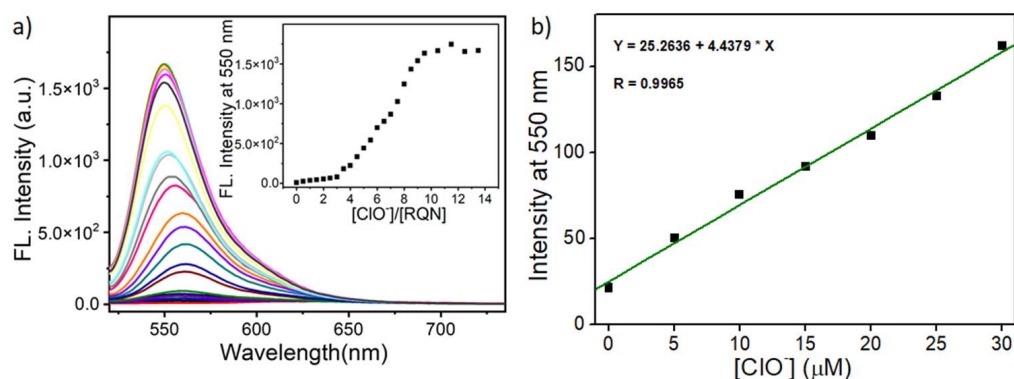 a)
FL. Intensity (a.u.)
1.5×10³
1.0×10³
5.0×10²
0.0
550
600
650
700
Wavelength(nm)
FL. Intensity at 550 nm
1.5×10³
1.0×10³
5.0×10²
0.0
0 2 4 6 8 10 12 14
[ClO⁻]/[RQN]
b)
Y = 25.2636 + 4.4379 * X
R = 0.9965
Intensity at 550 nm
150
100
50
0
0 5 10 15 20 25 30
[ClO⁻] (μM)